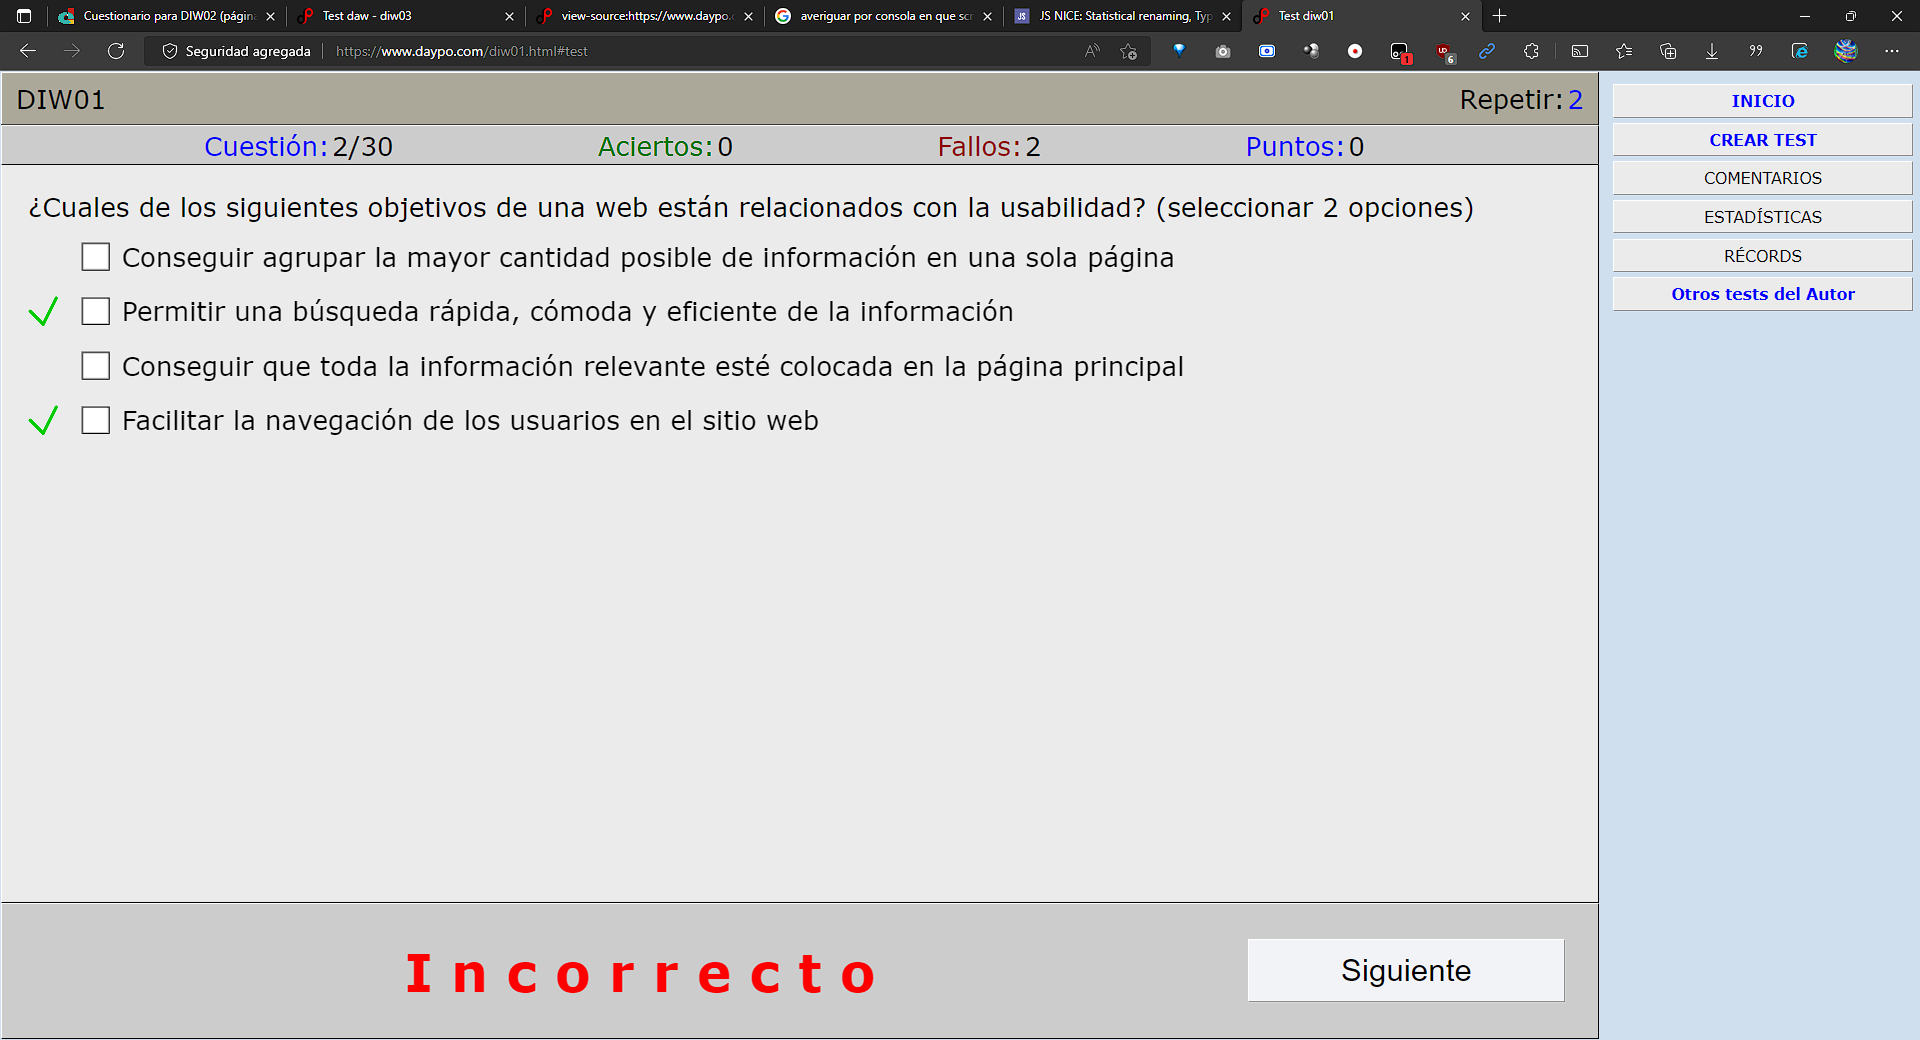 Cuestionario para DIW02 (página
Test daw - diw03
view-source:https://www.daypo.c
averiguar por consola en que scr
JS NICE: Statistical renaming, Typ
Test diw01
Seguridad agregada
https://www.daypo.com/diw01.html#test
1
6
DIW01
Repetir: 2
Cuestión: 2/30
Aciertos: 0
Fallos: 2
Puntos: 0
¿Cuales de los siguientes objetivos de una web están relacionados con la usabilidad? (seleccionar 2 opciones)
Conseguir agrupar la mayor cantidad posible de información en una sola página
Permitir una búsqueda rápida, cómoda y eficiente de la información
Conseguir que toda la información relevante esté colocada en la página principal
Facilitar la navegación de los usuarios en el sitio web
Incorrecto
Siguiente
INICIO
CREAR TEST
COMENTARIOS
ESTADÍSTICAS
RÉCORDS
Otros tests del Autor